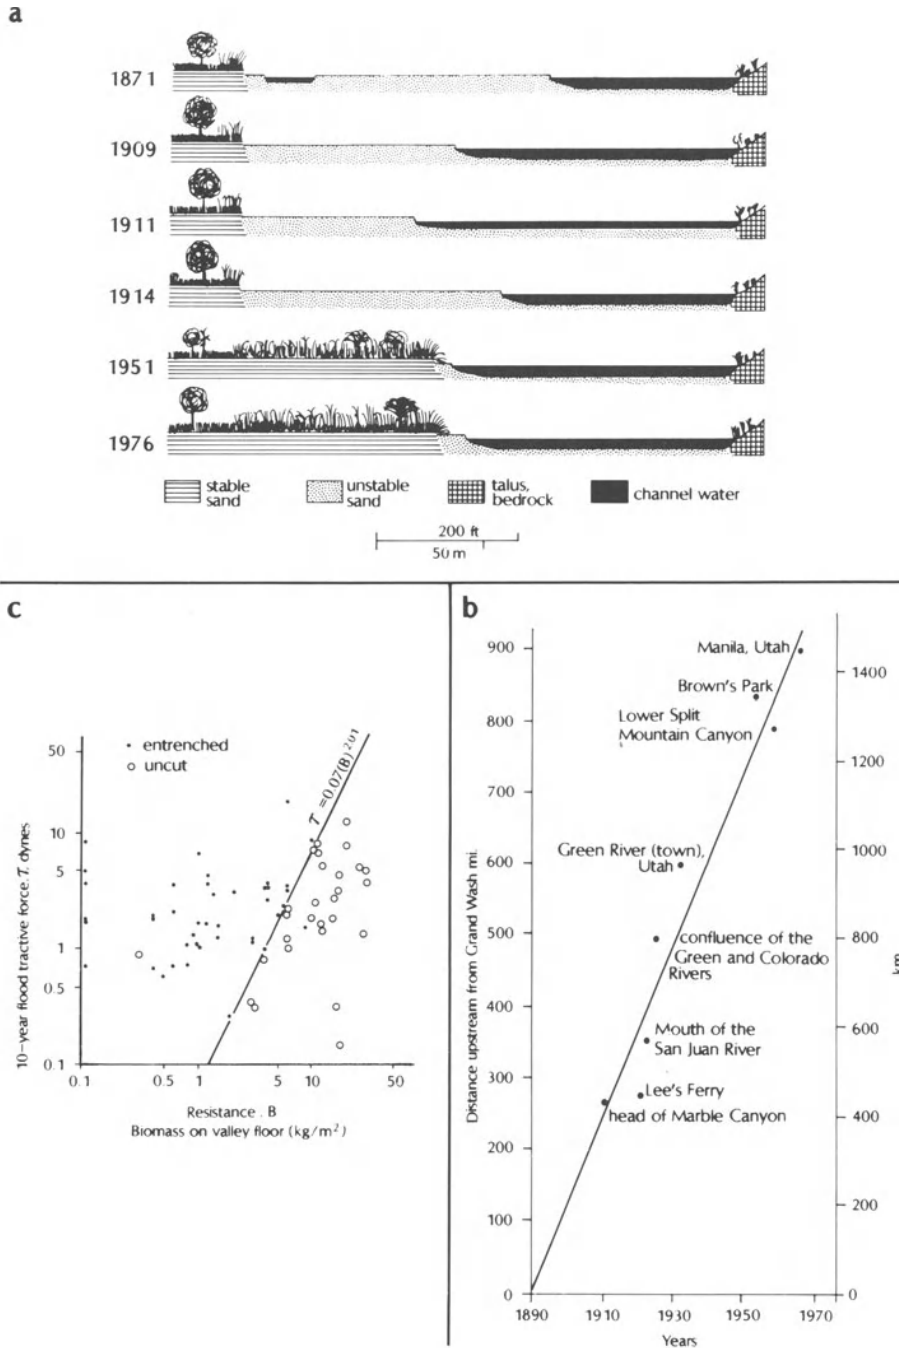 a
1871
1909
1911
1914
1951
1976
stable
sand
unstable
sand
talus,
bedrock
channel water
200 ft
50 m
c
50
10
5
1
0.5
0.1
10-year flood tractive force. τ. dynes
• entrenched
○ uncut
τ =0.07(B)^2.01
0.1
0.5
1
5
10
50
Resistance . B
Biomass on valley floor (kg/m²)
b
900
800
700
600
500
400
300
200
100
0
Distance upstream from Grand Wash mi.
Manila, Utah
Brown's Park
Lower Split
Mountain Canyon
Green River (town),
Utah
confluence of the
Green and Colorado
Rivers
Mouth of the
San Juan River
Lee's Ferry
head of Marble Canyon
1400
1200
1000
800
600
400
200
0
km
1890
1910
1930
1950
1970
Years